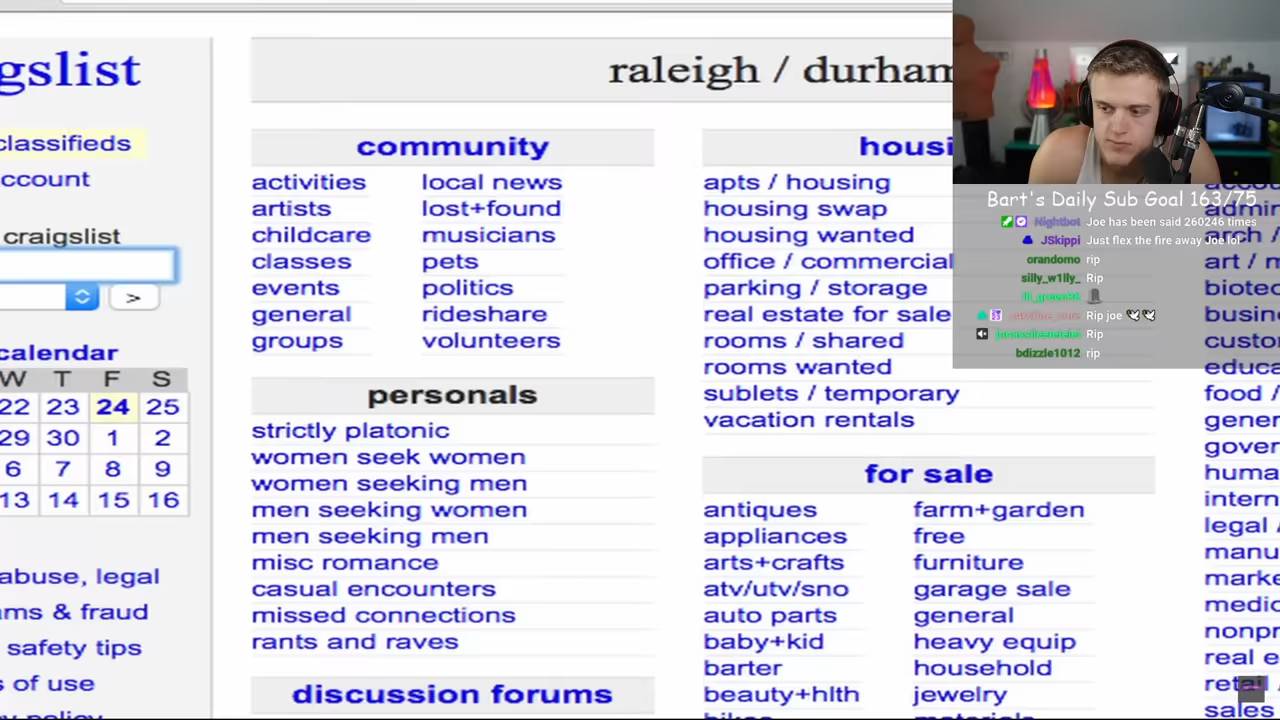 gslist
classifieds
ccount
craigslist
>
calendar
W T F S
22 23 24 25
29 30 1 2
6 7 8 9
13 14 15 16
abuse, legal
ams & fraud
safety tips
s of use
raleigh / durham
community
activities
artists
childcare
classes
events
general
groups
local news
lost+found
musicians
pets
politics
rideshare
volunteers
personals
strictly platonic
women seek women
women seeking men
men seeking women
men seeking men
misc romance
casual encounters
missed connections
rants and raves
discussion forums
housi
apts / housing
housing swap
housing wanted
office / commercial
parking / storage
real estate for sale
rooms / shared
rooms wanted
sublets / temporary
vacation rentals
for sale
antiques
appliances
arts+crafts
atv/utv/sno
auto parts
baby+kid
barter
beauty+hlth
farm+garden
free
furniture
garage sale
general
heavy equip
household
jewelry
Bart's Daily Sub Goal 163/75
Nightbot Joe has been said 260246 times
JSkippi Just flex the fire away Joe lol
orandomo rip
silly_w1lly_ Rip
Rip joe
Rip
bdizzle1012 rip
admin
arch /
art / m
biotec
busin
custo
educa
food /
gener
gover
huma
intern
legal /
manu
marke
medic
nonpr
real e
retail /
sales